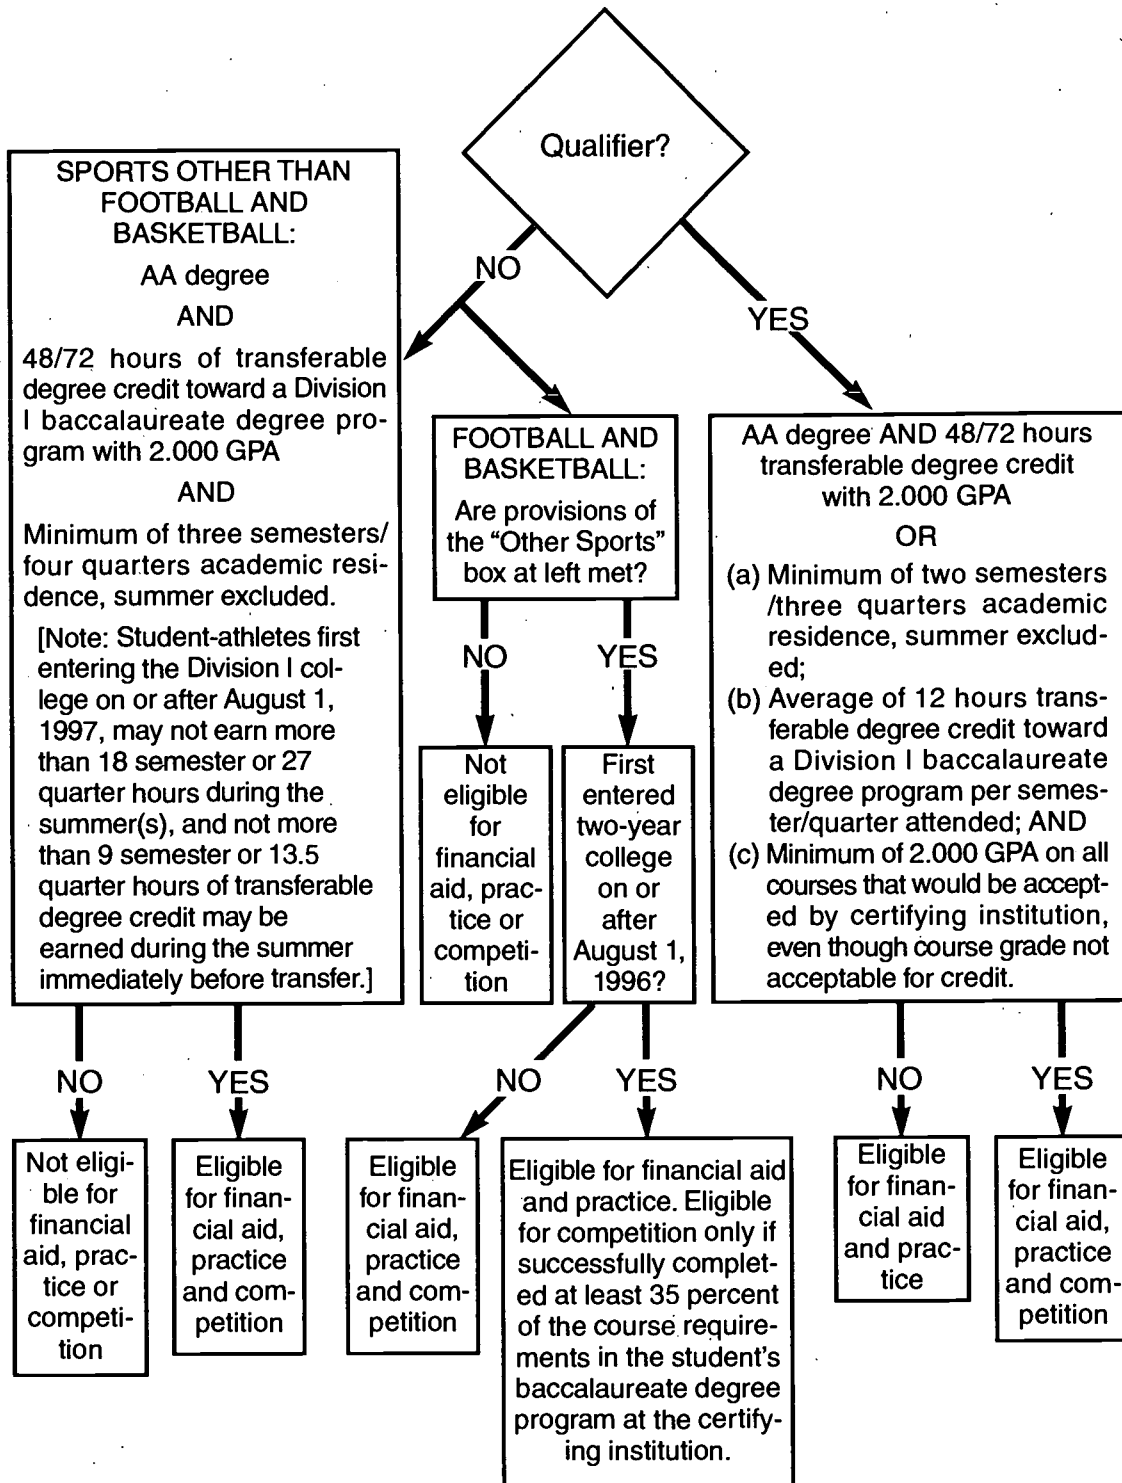 Qualifier?
NO
YES
SPORTS OTHER THAN
FOOTBALL AND
BASKETBALL:
AA degree
AND
48/72 hours of transferable
degree credit toward a Division
I baccalaureate degree pro-
gram with 2.000 GPA
AND
Minimum of three semesters/
four quarters academic resi-
dence, summer excluded.
[Note: Student-athletes first
entering the Division I col-
lege on or after August 1,
1997, may not earn more
than 18 semester or 27
quarter hours during the
summer(s), and not more
than 9 semester or 13.5
quarter hours of transferable
degree credit may be
earned during the summer
immediately before transfer.]
FOOTBALL AND
BASKETBALL:
Are provisions of
the “Other Sports”
box at left met?
NO
YES
Not
eligible
for
financial
aid, prac-
tice or
competi-
tion
First
entered
two-year
college
on or
after
August 1,
1996?
AA degree AND 48/72 hours
transferable degree credit
with 2.000 GPA
OR
(a) Minimum of two semesters
/three quarters academic
residence, summer exclud-
ed;
(b) Average of 12 hours trans-
ferable degree credit toward
a Division I baccalaureate
degree program per semes-
ter/quarter attended; AND
(c) Minimum of 2.000 GPA on all
courses that would be accept-
ed by certifying institution,
even though course grade not
acceptable for credit.
NO
YES
NO
YES
NO
YES
Not eligi-
ble for
financial
aid, prac-
tice or
competi-
tion
Eligible
for finan-
cial aid,
practice
and com-
petition
Eligible
for finan-
cial aid,
practice
and com-
petition
Eligible for financial aid
and practice. Eligible
for competition only if
successfully complet-
ed at least 35 percent
of the course require-
ments in the student’s
baccalaureate degree
program at the certify-
ing institution.
Eligible
for finan-
cial aid
and prac-
tice
Eligible
for finan-
cial aid,
practice
and com-
petition